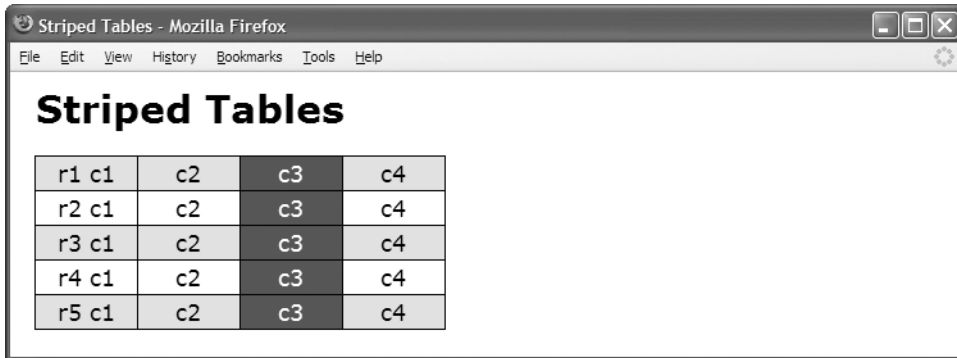 Striped Tables - Mozilla Firefox
File Edit View History Bookmarks Tools Help
Striped Tables
r1 c1 c2 c3 c4
r2 c1 c2 c3 c4
r3 c1 c2 c3 c4
r4 c1 c2 c3 c4
r5 c1 c2 c3 c4